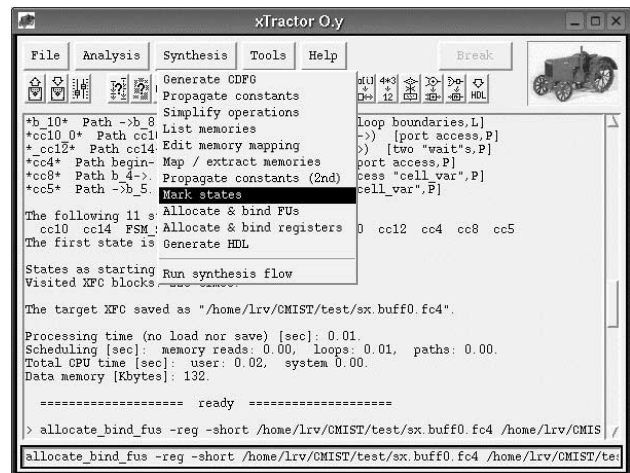 xTractor O.y
File Analysis Synthesis Tools Help Break
Generate CDFG
Propagate constants
Simplify operations
List memories
Edit memory mapping
Map / extract memories
Propagate constants (2nd)
Mark states
Allocate & bind FUs
Allocate & bind registers
Generate HDL
Run synthesis flow
a[i] 4*3
12 HDL
*b_10* Path ->b_8 loop boundaries,L]
*cc10_0* Path cc1 ->) [port access,P]
*_cc12* Path cc14 >) [two "wait"s,P]
*cc4* Path begin- port access,P]
*cc8* Path b_4->. cess "cell_var",P]
*cc5* Path ->b_5. cell_var",P]
The following 11 s
cc10 cc14 FSM_ 0 cc12 cc4 cc8 cc5
The first state is
States as starting
Visited XFC blocks.
The target XFC saved as "/home/lrv/CMIST/test/sx.buff0.fc4".
Processing time (no load nor save) [sec]: 0.01.
Scheduling [sec]: memory reads: 0.00, loops: 0.01, paths: 0.00.
Total CPU time [sec]: user: 0.02, system 0.00.
Data memory [Kbytes]: 132.
=================== ready ===================
> allocate_bind_fus -reg -short /home/lrv/CMIST/test/sx.buff0.fc4 /home/lrv/CMIS
allocate_bind_fus -reg -short /home/lrv/CMIST/test/sx.buff0.fc4 /home/lrv/CMIST/te